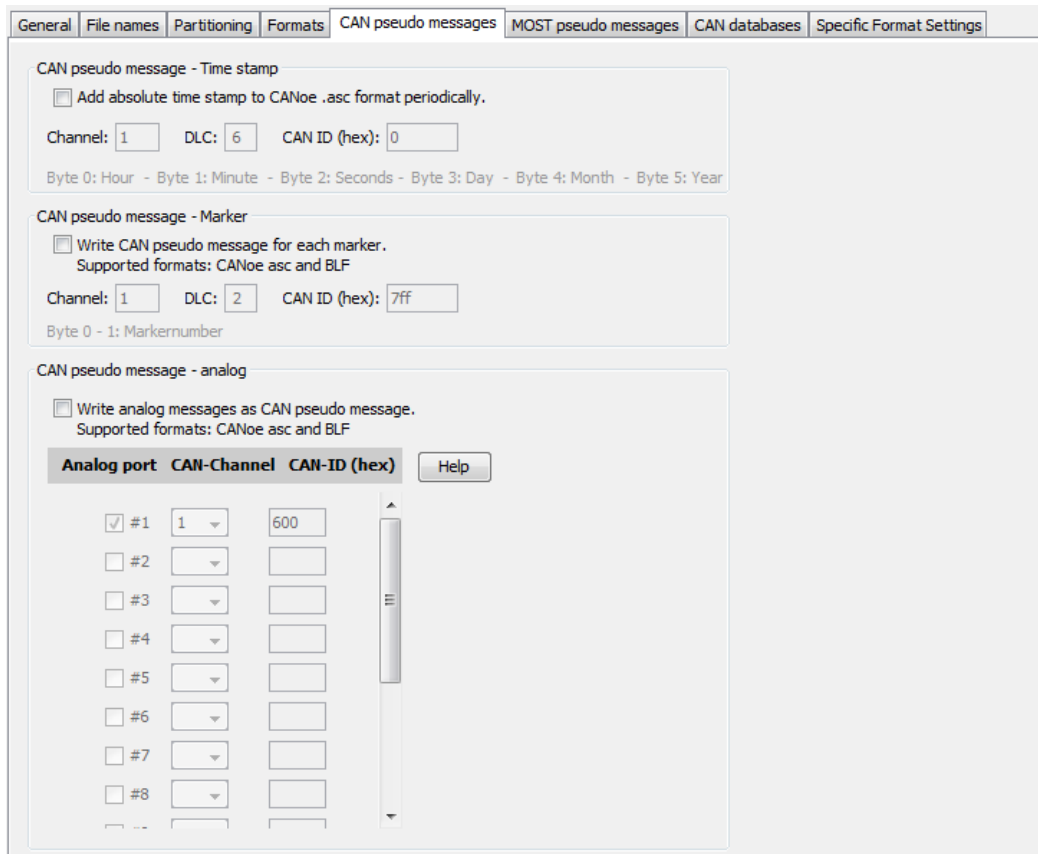 General File names Partitioning Formats CAN pseudo messages MOST pseudo messages CAN databases Specific Format Settings
CAN pseudo message - Time stamp
Add absolute time stamp to CANoe .asc format periodically.
Channel: 1 DLC: 6 CAN ID (hex): 0
Byte 0: Hour - Byte 1: Minute - Byte 2: Seconds - Byte 3: Day - Byte 4: Month - Byte 5: Year
CAN pseudo message - Marker
Write CAN pseudo message for each marker.
Supported formats: CANoe asc and BLF
Channel: 1 DLC: 2 CAN ID (hex): 7ff
Byte 0 - 1: Markernumber
CAN pseudo message - analog
Write analog messages as CAN pseudo message.
Supported formats: CANoe asc and BLF
Analog port CAN-Channel CAN-ID (hex) Help
#1 1 600
#2
#3
#4
#5
#6
#7
#8